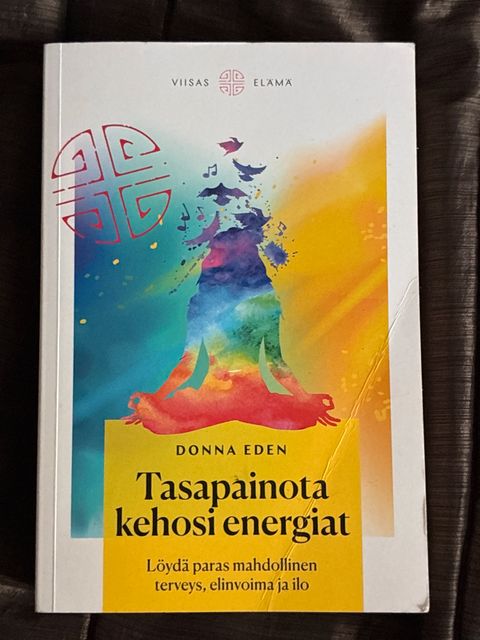 VIISAS ELÄMÄ
DONNA EDEN
Tasapainota
kehosi energiat
Löydä paras mahdollinen
terveys, elinvoima ja ilo